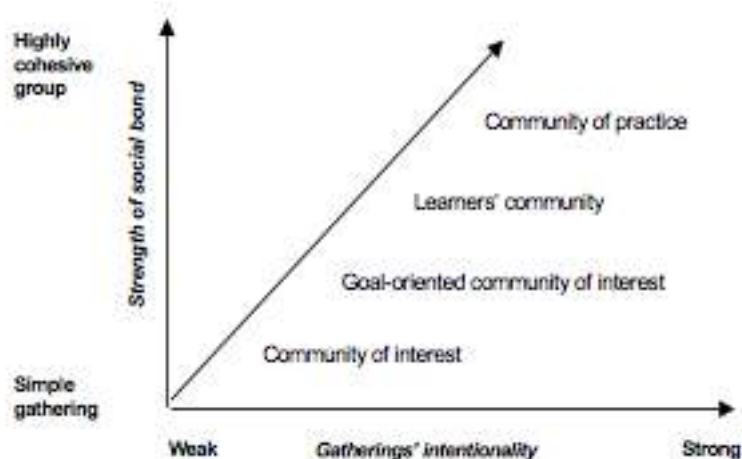 Highly
cohesive
group
Strength of social bond
Community of practice
Learners' community
Goal-oriented community of interest
Community of interest
Simple
gathering
Weak
Gatherings' intentionality
Strong